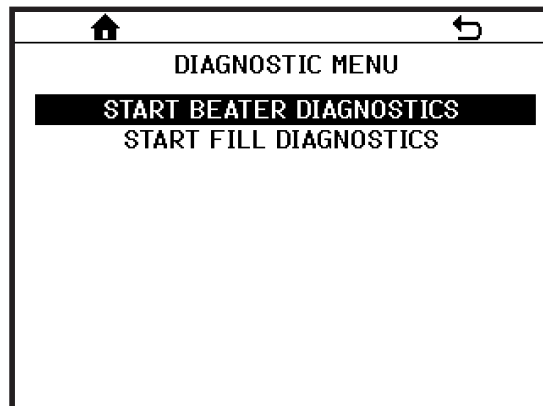 DIAGNOSTIC MENU
START BEATER DIAGNOSTICS
START FILL DIAGNOSTICS